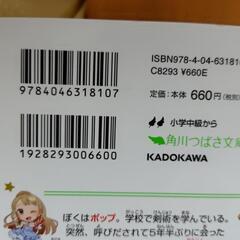 ISBN978-4-04-631810
C8293 ¥660E
9784046318107
定価:本体 660円(税別)
小学中級から
1928293006600
角川つばさ文庫
KADOKAWA
ぼくはポップ。学校で剣術を学んでいる。
突然、呼びだされて5年半ぶりに会った